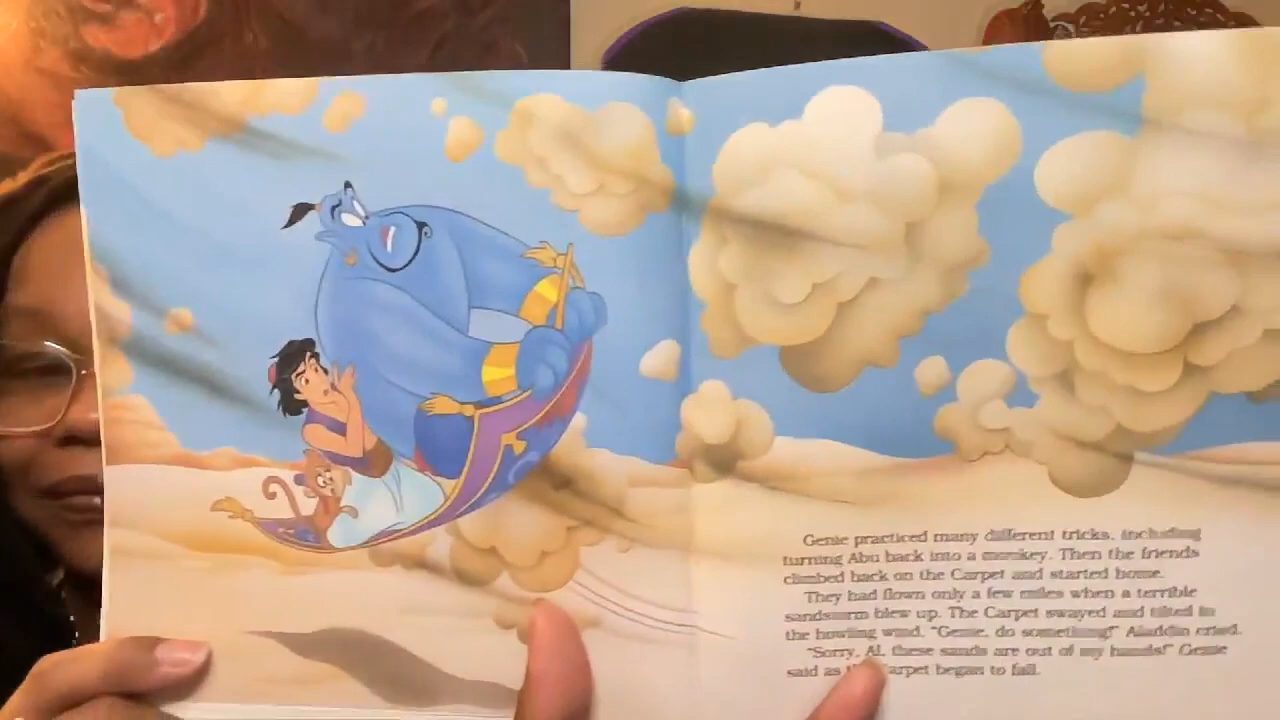 Genie practiced many different tricks, including
turning Abu back into a monkey. Then the friends
climbed back on the Carpet and started home.
They had flown only a few miles when a terrible
sandstorm blew up. The Carpet swayed and tilted in
the howling wind. "Genie, do something!" Aladdin cried.
"Sorry, Al, these sands are out of my hands!" Genie
said as arpet began to fall.